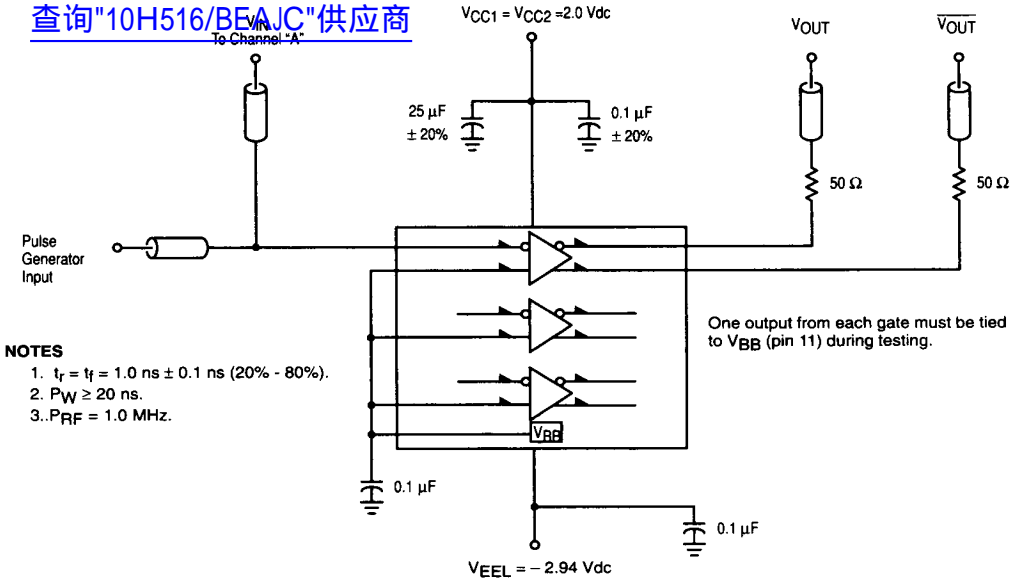 查询"10H516/BEAJC"供应商
VIN
To Channel "A"
VCC1 = VCC2 =2.0 Vdc
VOUT
VOUT
25 µF
± 20%
0.1 µF
± 20%
50 Ω
50 Ω
Pulse
Generator
Input
One output from each gate must be tied
to VBB (pin 11) during testing.
NOTES
1. tr = tf = 1.0 ns ± 0.1 ns (20% - 80%).
2. PW ≥ 20 ns.
3..PRF = 1.0 MHz.
VBB
0.1 µF
0.1 µF
VEEL = – 2.94 Vdc